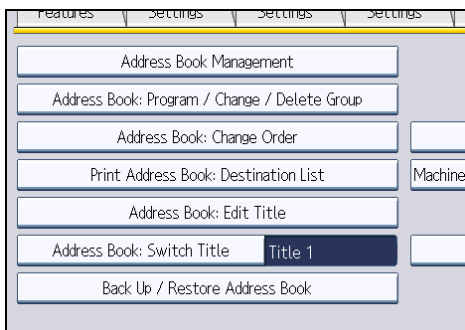 Features Settings Settings Settings
Address Book Management
Address Book: Program / Change / Delete Group
Address Book: Change Order
Print Address Book: Destination List Machine
Address Book: Edit Title
Address Book: Switch Title Title 1
Back Up / Restore Address Book